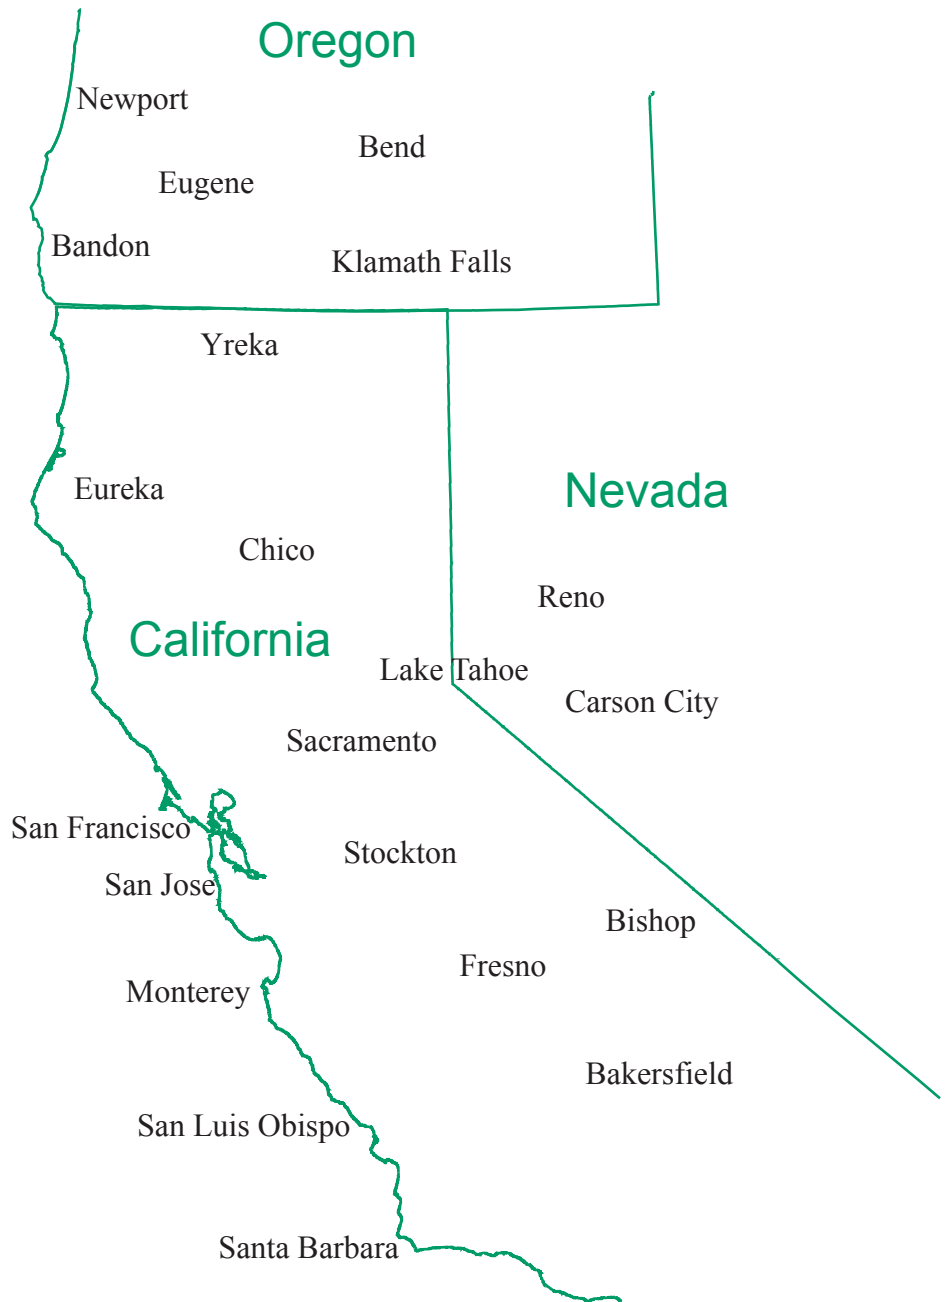 Oregon
Newport
Bend
Eugene
Bandon
Klamath Falls
Yreka
Eureka
Nevada
Chico
Reno
California
Lake Tahoe
Carson City
Sacramento
San Francisco
Stockton
San Jose
Bishop
Fresno
Monterey
Bakersfield
San Luis Obispo
Santa Barbara